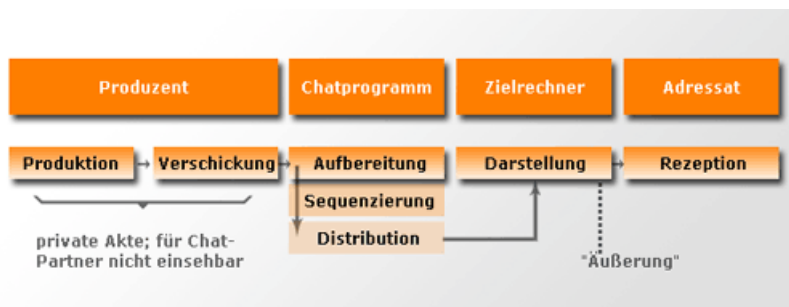 Produzent Chatprogramm Zielrechner Adressat
Produktion Verschickung Aufbereitung Darstellung Rezeption
Sequenzierung
Distribution
private Akte; für Chat-
Partner nicht einsehbar
"Äußerung"